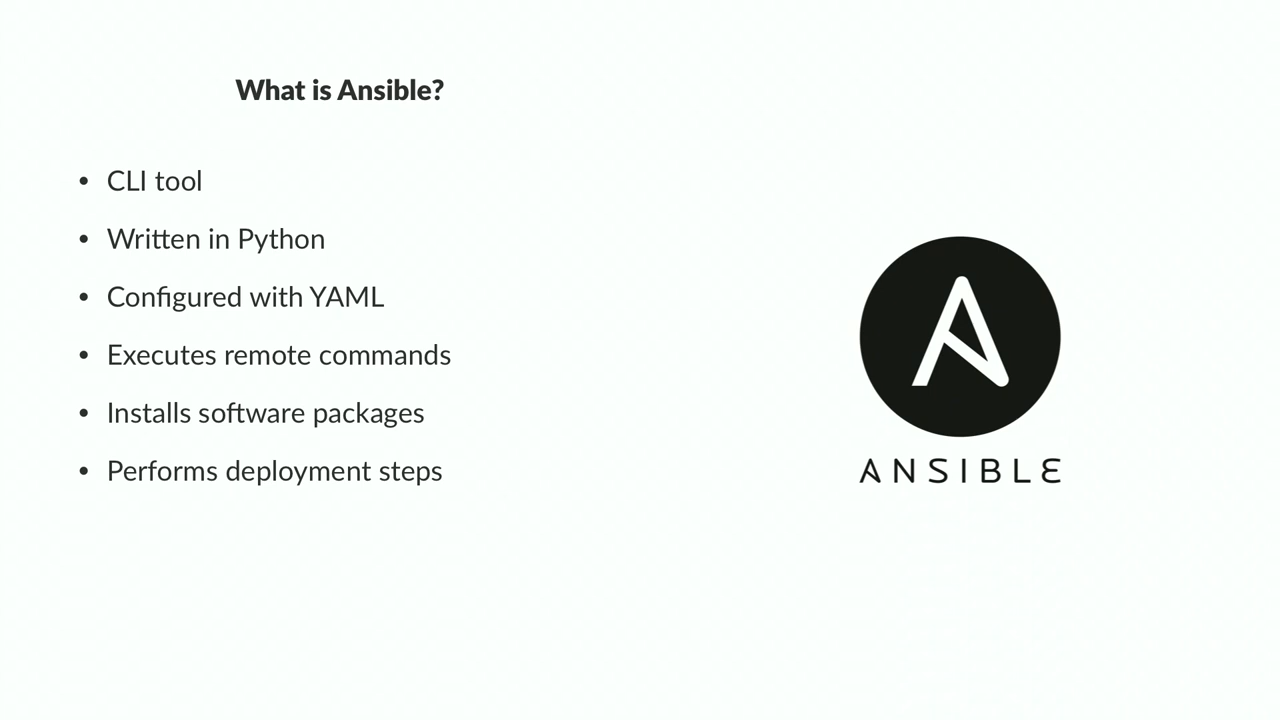 What is Ansible?
• CLI tool
• Written in Python
• Configured with YAML
• Executes remote commands
• Installs software packages
• Performs deployment steps
ANSIBLE